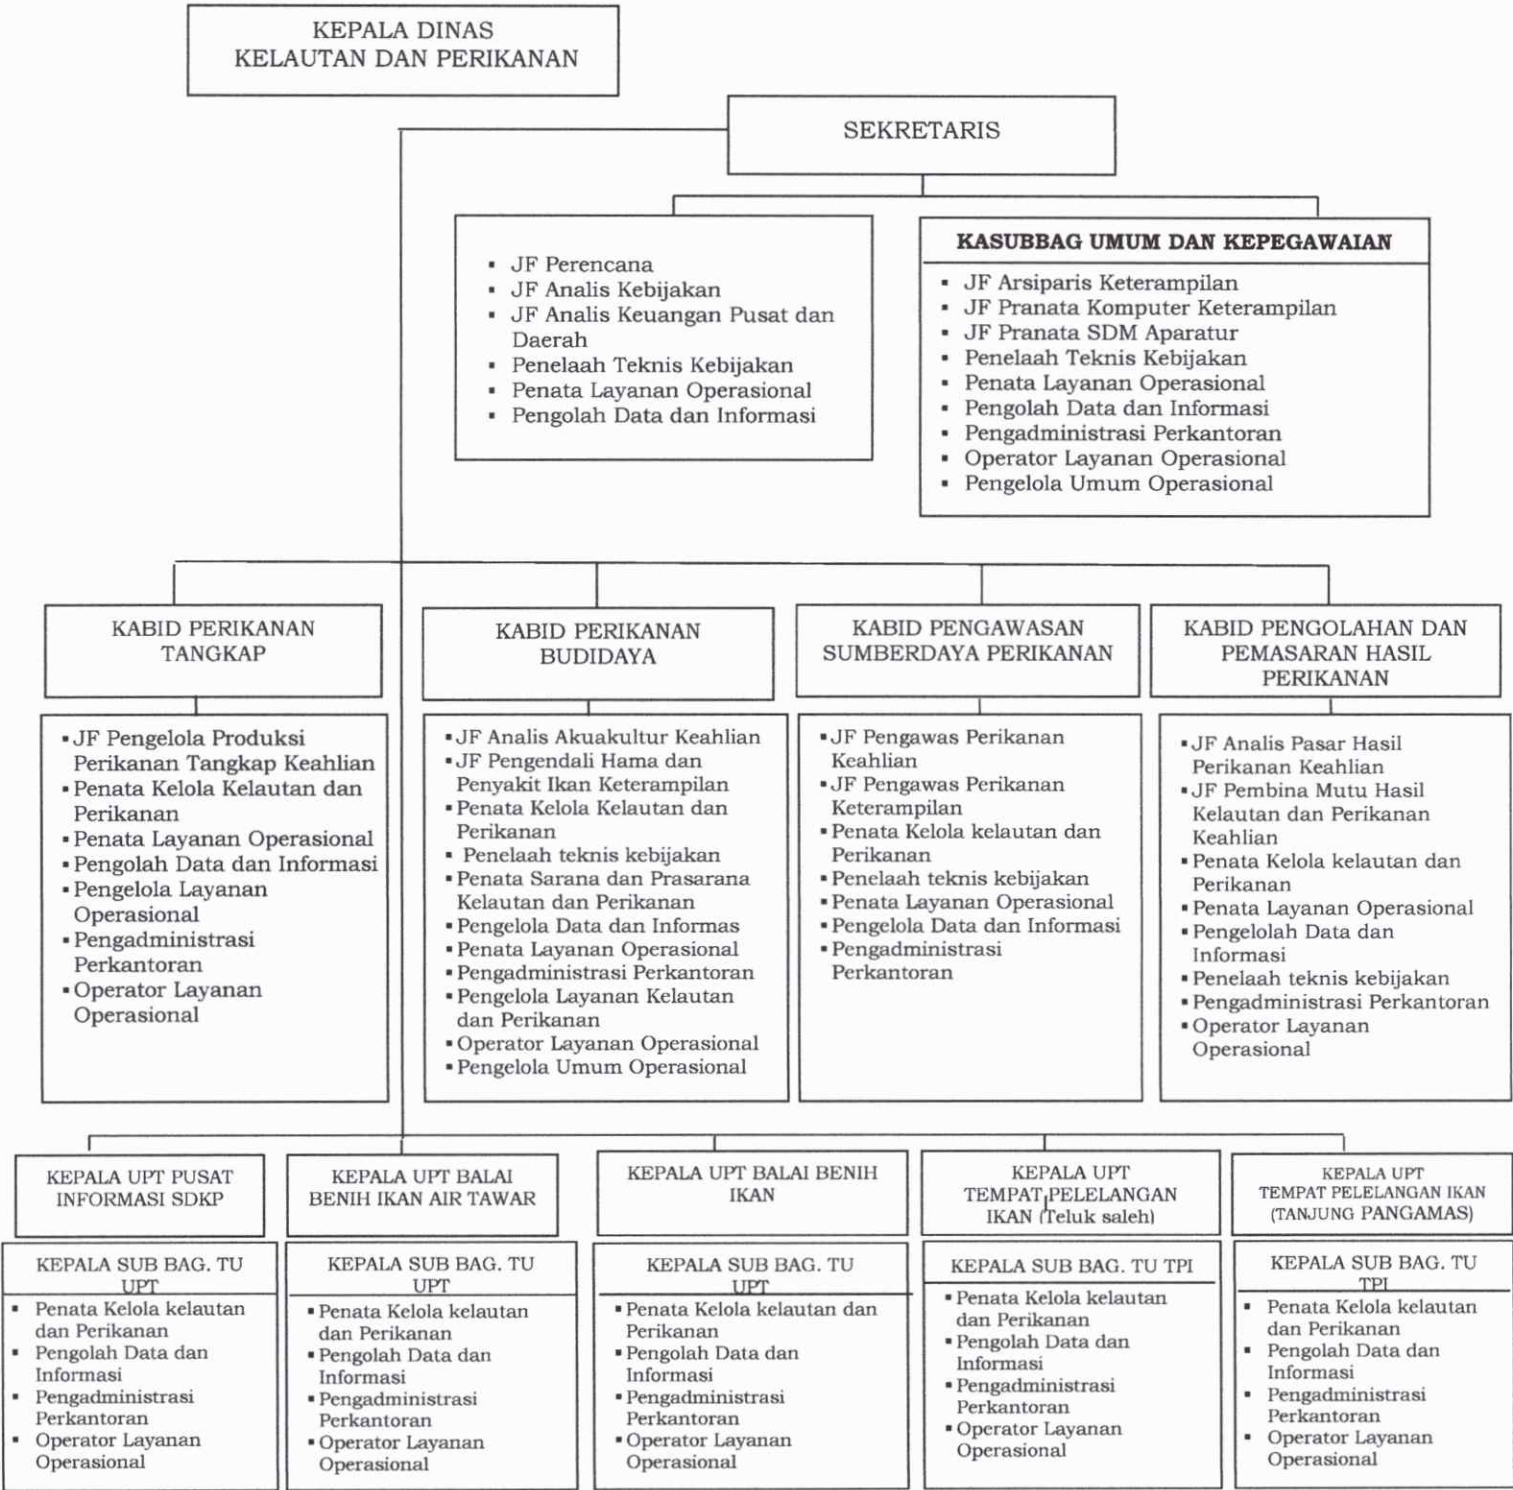 KEPALA DINAS
KELAUTAN DAN PERIKANAN
SEKRETARIS
▪ JF Perencana
▪ JF Analis Kebijakan
▪ JF Analis Keuangan Pusat dan
Daerah
▪ Penelaah Teknis Kebijakan
▪ Penata Layanan Operasional
▪ Pengolah Data dan Informasi
KASUBBAG UMUM DAN KEPEGAWAIAN
▪ JF Arsiparis Keterampilan
▪ JF Pranata Komputer Keterampilan
▪ JF Pranata SDM Aparatur
▪ Penelaah Teknis Kebijakan
▪ Penata Layanan Operasional
▪ Pengolah Data dan Informasi
▪ Pengadministrasi Perkantoran
▪ Operator Layanan Operasional
▪ Pengelola Umum Operasional
KABID PERIKANAN
TANGKAP
▪ JF Pengelola Produksi
Perikanan Tangkap Keahlian
▪ Penata Kelola Kelautan dan
Perikanan
▪ Penata Layanan Operasional
▪ Pengolah Data dan Informasi
▪ Pengelola Layanan
Operasional
▪ Pengadministrasi
Perkantoran
▪ Operator Layanan
Operasional
KABID PERIKANAN
BUDIDAYA
▪ JF Analis Akuakultur Keahlian
▪ JF Pengendali Hama dan
Penyakit Ikan Keterampilan
▪ Penata Kelola Kelautan dan
Perikanan
▪ Penelaah teknis kebijakan
▪ Penata Sarana dan Prasarana
Kelautan dan Perikanan
▪ Pengelola Data dan Informas
▪ Penata Layanan Operasional
▪ Pengadministrasi Perkantoran
▪ Pengelola Layanan Kelautan
dan Perikanan
▪ Operator Layanan Operasional
▪ Pengelola Umum Operasional
KABID PENGAWASAN
SUMBERDAYA PERIKANAN
▪ JF Pengawas Perikanan
Keahlian
▪ JF Pengawas Perikanan
Keterampilan
▪ Penata Kelola kelautan dan
Perikanan
▪ Penelaah teknis kebijakan
▪ Penata Layanan Operasional
▪ Pengelola Data dan Informasi
▪ Pengadministrasi
Perkantoran
KABID PENGOLAHAN DAN
PEMASARAN HASIL
PERIKANAN
▪ JF Analis Pasar Hasil
Perikanan Keahlian
▪ JF Pembina Mutu Hasil
Kelautan dan Perikanan
Keahlian
▪ Penata Kelola kelautan dan
Perikanan
▪ Penata Layanan Operasional
▪ Pengelolah Data dan
Informasi
▪ Penelaah teknis kebijakan
▪ Pengadministrasi Perkantoran
▪ Operator Layanan
Operasional
KEPALA UPT PUSAT
INFORMASI SDKP
KEPALA SUB BAG. TU
UPT
▪ Penata Kelola kelautan
dan Perikanan
▪ Pengolah Data dan
Informasi
▪ Pengadministrasi
Perkantoran
▪ Operator Layanan
Operasional
KEPALA UPT BALAI
BENIH IKAN AIR TAWAR
KEPALA SUB BAG. TU
UPT
▪ Penata Kelola kelautan
dan Perikanan
▪ Pengolah Data dan
Informasi
▪ Pengadministrasi
Perkantoran
▪ Operator Layanan
Operasional
KEPALA UPT BALAI BENIH
IKAN
KEPALA SUB BAG. TU
UPT
▪ Penata Kelola kelautan dan
Perikanan
▪ Pengolah Data dan
Informasi
▪ Pengadministrasi
Perkantoran
▪ Operator Layanan
Operasional
KEPALA UPT
TEMPAT PELELANGAN
IKAN (Teluk saleh)
KEPALA SUB BAG. TU TPI
▪ Penata Kelola kelautan
dan Perikanan
▪ Pengolah Data dan
Informasi
▪ Pengadministrasi
Perkantoran
▪ Operator Layanan
Operasional
KEPALA UPT
TEMPAT PELELANGAN IKAN
(TANJUNG PANGAMAS)
KEPALA SUB BAG. TU
TPI
▪ Penata Kelola kelautan
dan Perikanan
▪ Pengolah Data dan
Informasi
▪ Pengadministrasi
Perkantoran
▪ Operator Layanan
Operasional